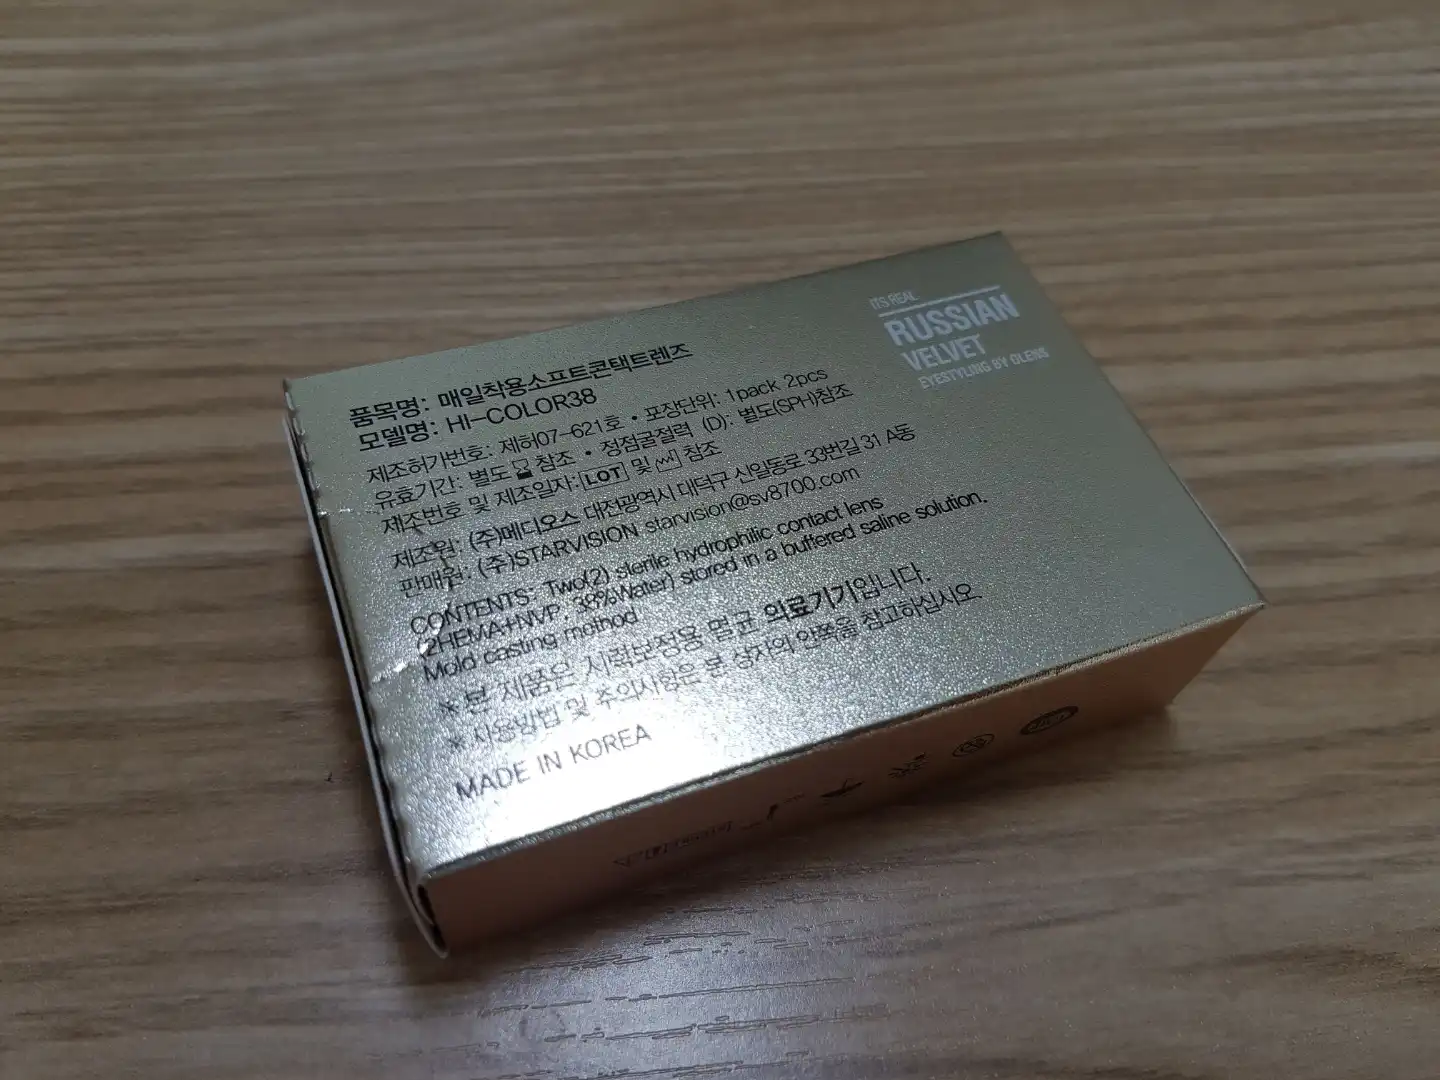 ITS REAL
RUSSIAN
VELVET
EYESTYLING BY OLENS
품목명: 매일착용소프트콘택트렌즈
모델명: HI-COLOR38
제조허가번호: 제허07-621호 • 포장단위: 1pack 2pcs
유효기간: 별도 참조 • 정점굴절력 (D): 별도(SPH)참조
제조번호 및 제조일자: LOT 및 참조
제조원: (주)메디오스 대전광역시 대덕구 신일동로 33번길 31 A동
판매원: (주)STARVISION starvision@sv8700.com
CONTENTS: Two(2) sterile hydrophilic contact lens
(2HEMA+NVP : 38%Water) stored in a buffered saline solution.
Mold casting method
※ 본 제품은 시력보정용 멸균 의료기기입니다.
※ 사용방법 및 주의사항은 본 상자의 안쪽을 참고하십시오
MADE IN KOREA